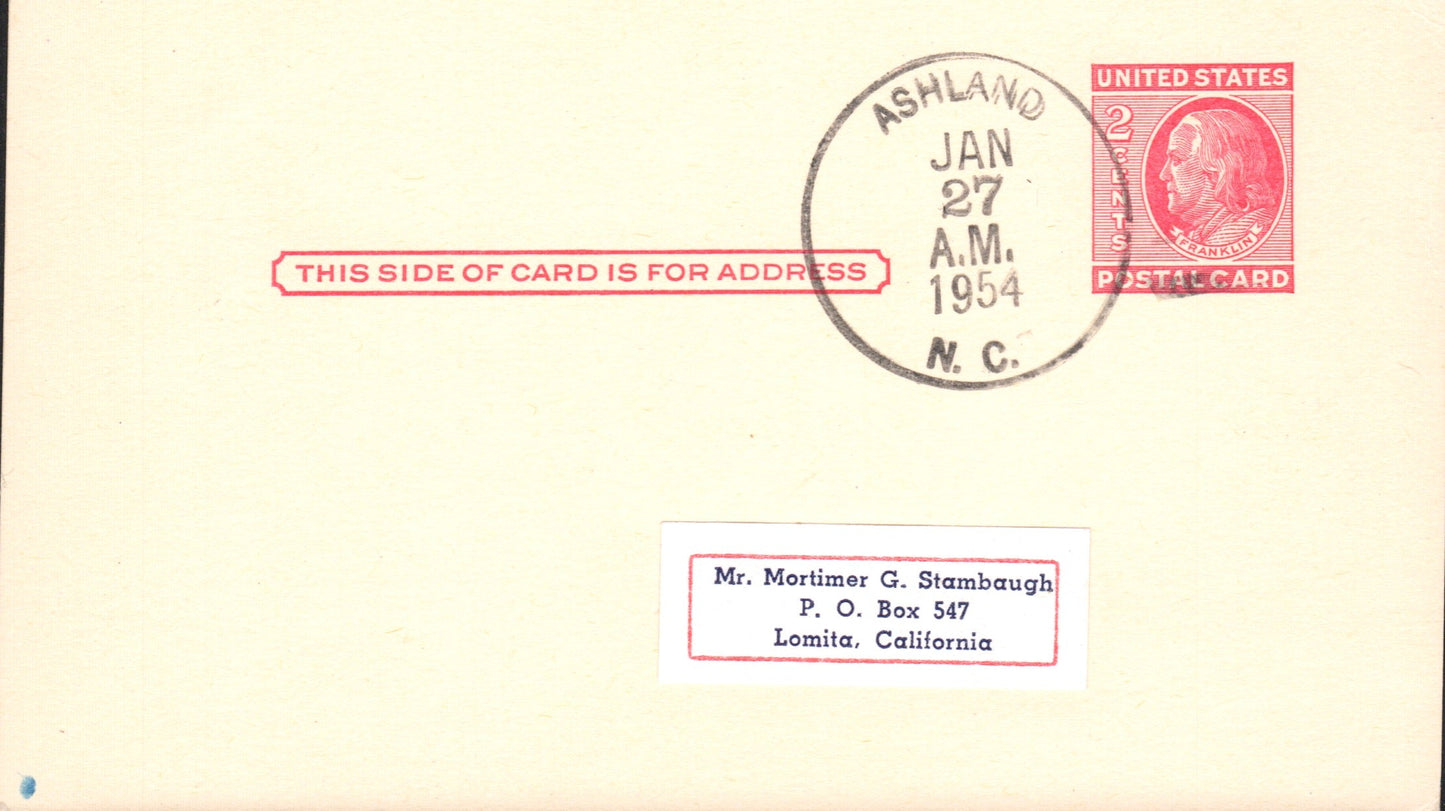 ASHLAND
JAN
27
A.M.
1954
N. C.
UNITED STATES
2 CENTS
FRANKLIN
POSTAL CARD
THIS SIDE OF CARD IS FOR ADDRESS
Mr. Mortimer G. Stambaugh
P. O. Box 547
Lomita, California